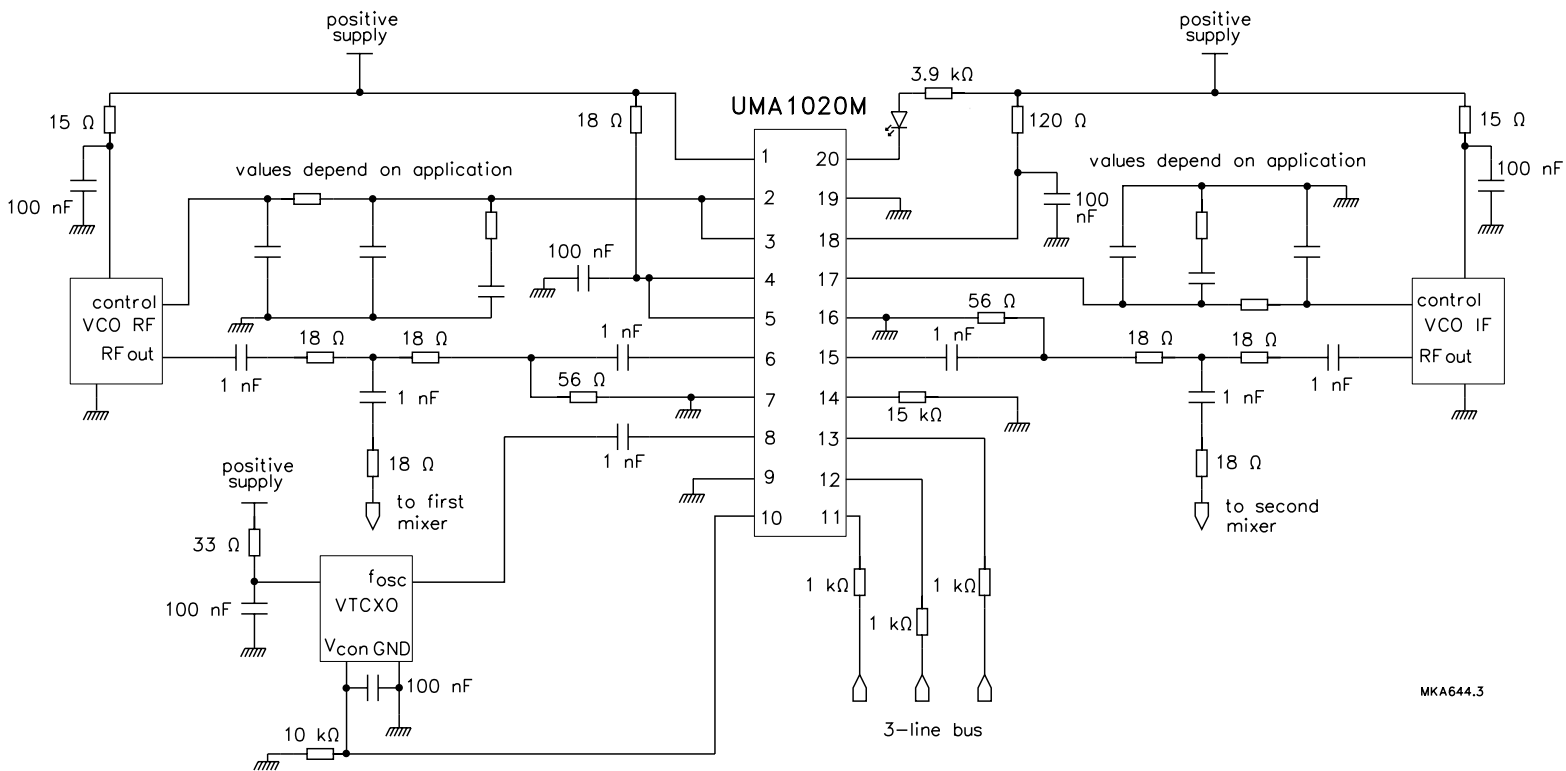 positive
supply
positive
supply
3.9 kΩ
UMA1020M
15 Ω
18 Ω
120 Ω
15 Ω
values depend on application
values depend on application
100 nF
100
nF
100 nF
100 nF
1
2
3
4
5
6
7
8
9
10
20
19
18
17
16
15
14
13
12
11
control
VCO RF
RFout
control
VCO IF
RFout
18 Ω
18 Ω
1 nF
1 nF
1 nF
56 Ω
1 nF
56 Ω
1 nF
18 Ω
18 Ω
1 nF
1 nF
15 kΩ
18 Ω
to first
mixer
18 Ω
to second
mixer
positive
supply
33 Ω
100 nF
fosc
VTCXO
Vcon GND
100 nF
10 kΩ
1 kΩ
1 kΩ
1 kΩ
3-line bus
MKA644.3